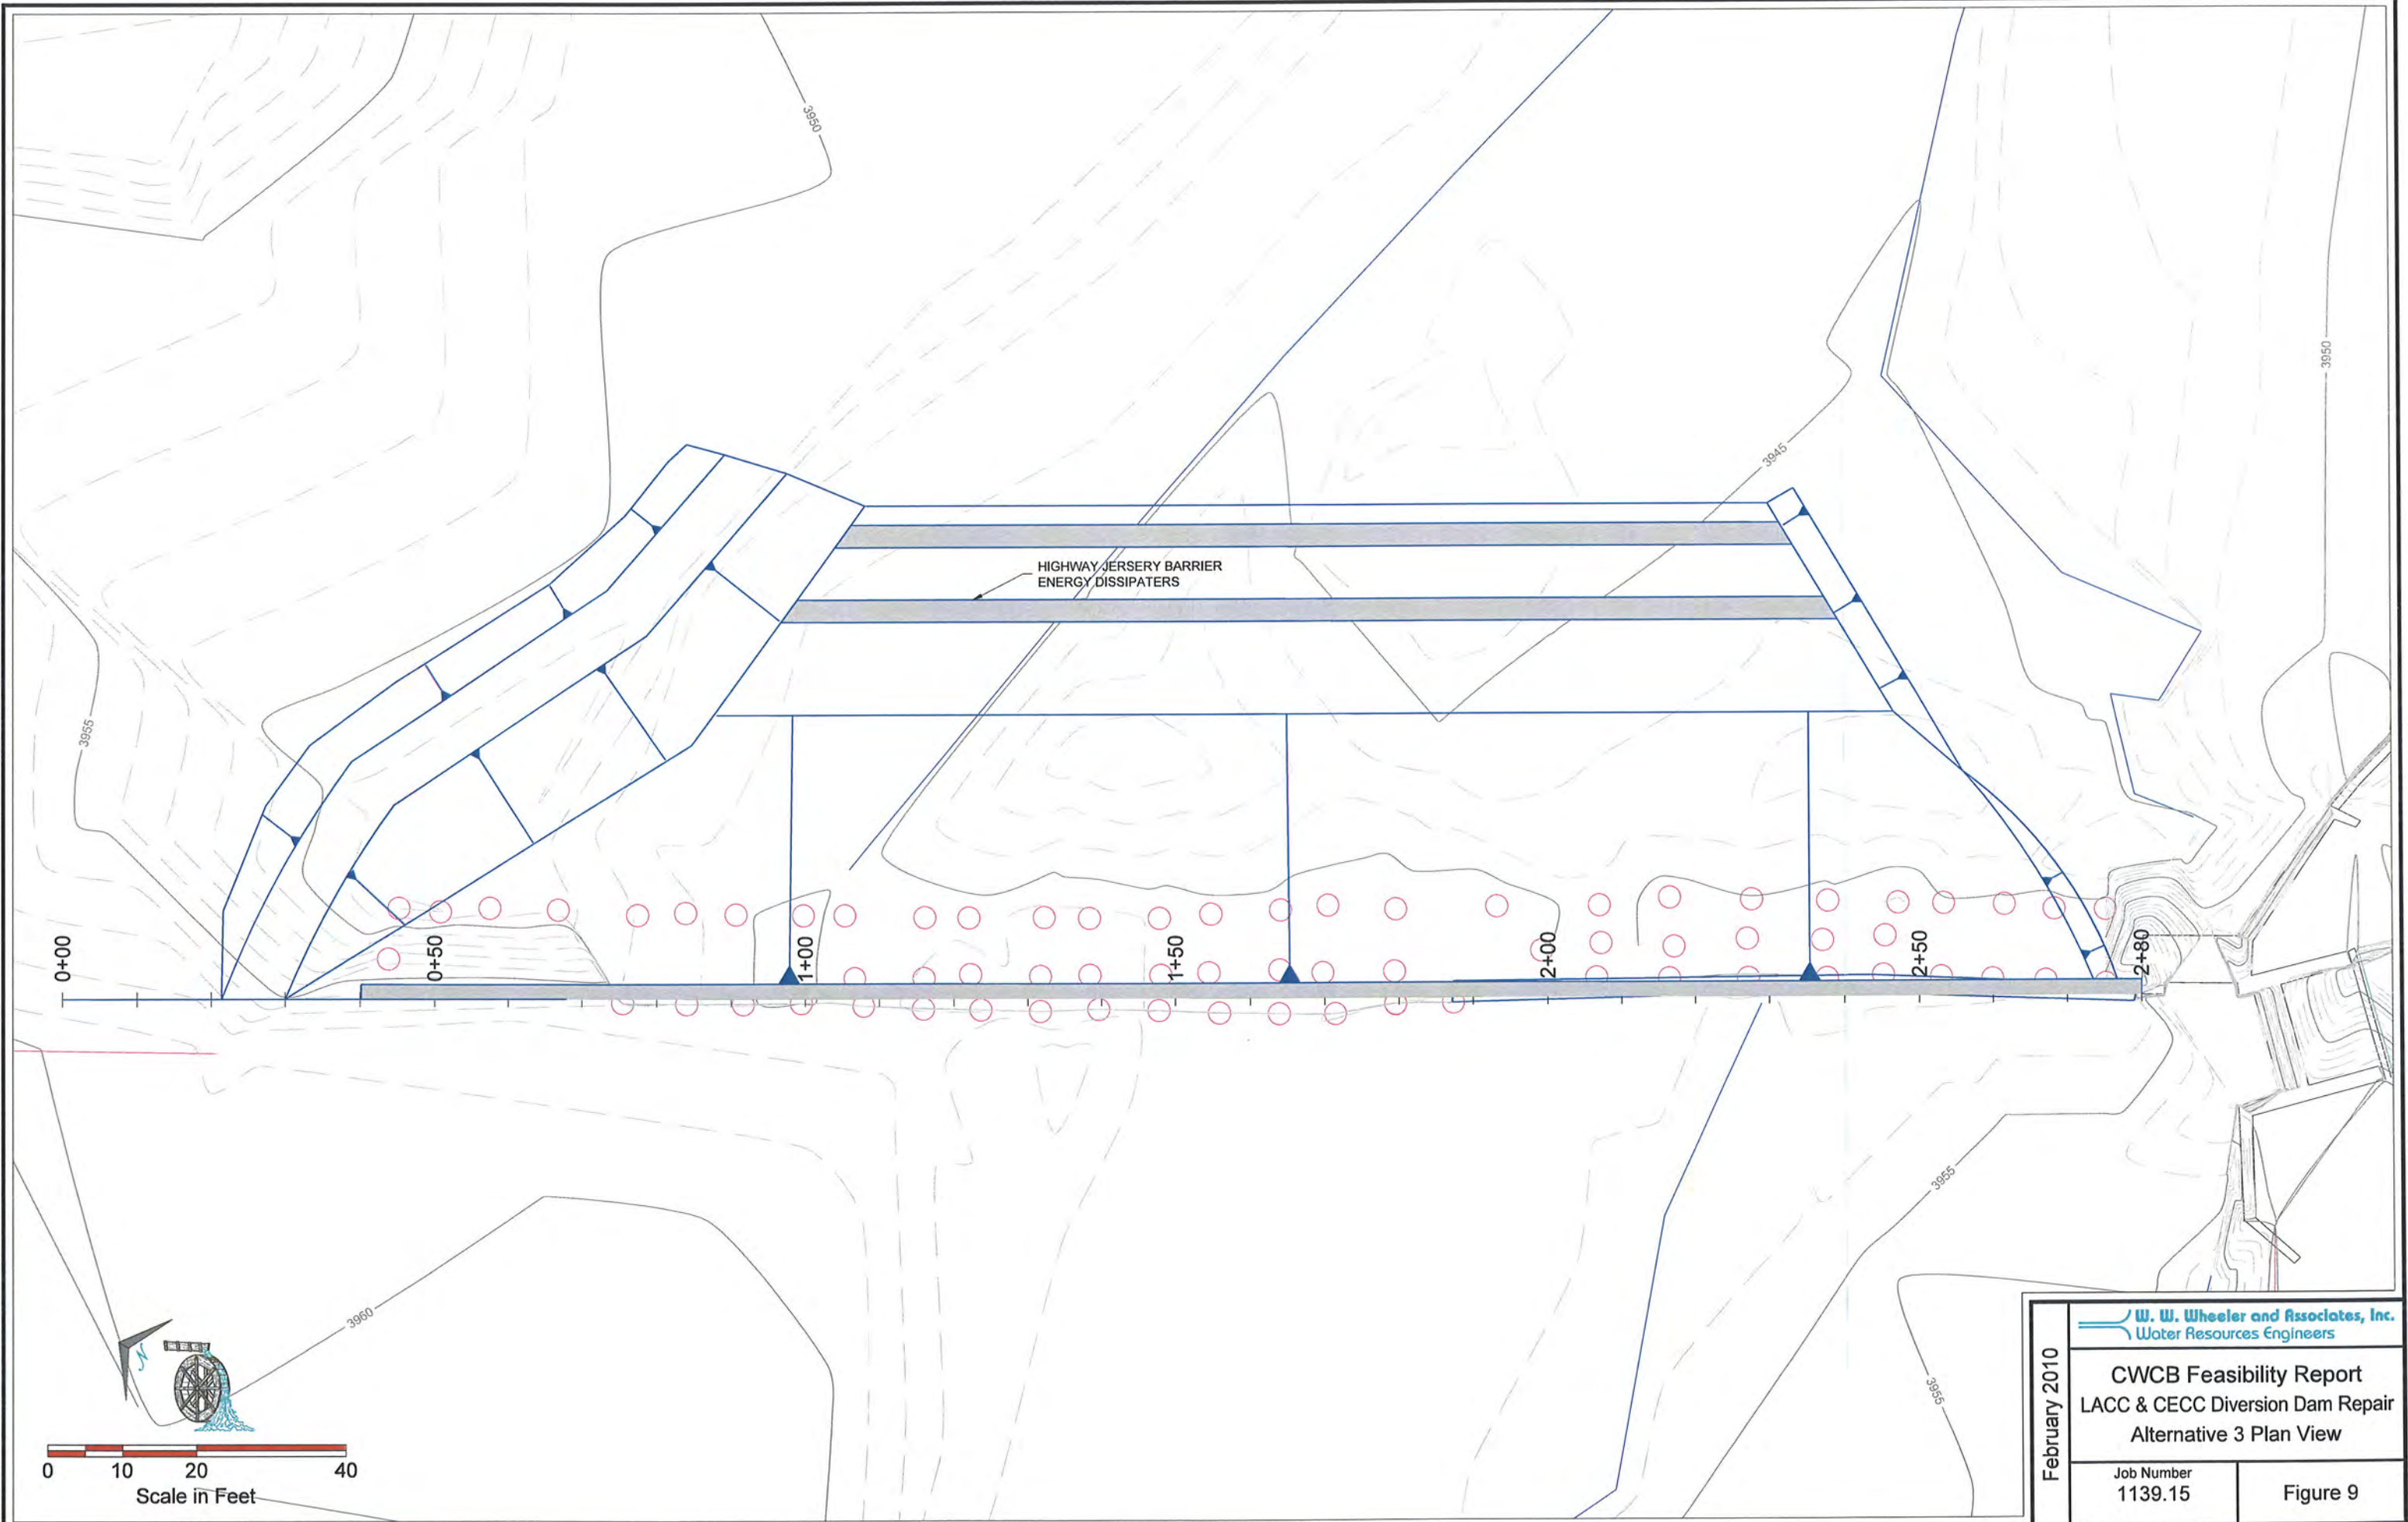 3950
3950
3945
HIGHWAY JERSERY BARRIER
ENERGY DISSIPATERS
3955
0+00
0+50
1+00
1+50
2+00
2+50
2+80
3955
3960
3955
N
0 10 20 40
Scale in Feet
February 2010
W. W. Wheeler and Associates, Inc.
Water Resources Engineers
CWCB Feasibility Report
LACC & CECC Diversion Dam Repair
Alternative 3 Plan View
Job Number
1139.15
Figure 9